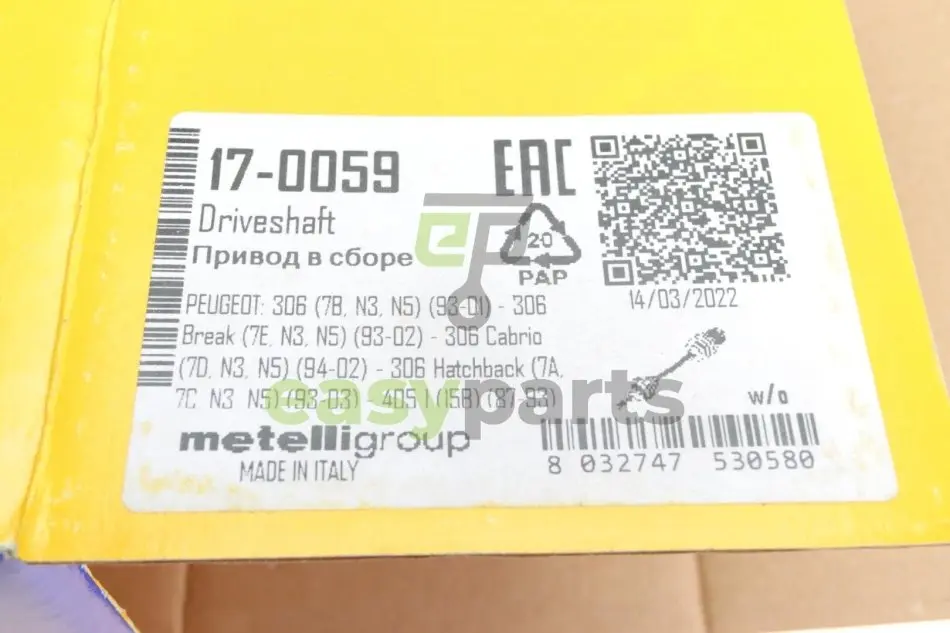 17-0059
EAC
Driveshaft
Привод в сборе
20
PAP
14/03/2022
PEUGEOT: 306 (7B, N3, N5) (93-01) - 306
Break (7E, N3, N5) (93-02) - 306 Cabrio
(7D, N3, N5) (94-02) - 306 Hatchback (7A,
7C, N3, N5) (93-03) - 405 I (15B) (87-93)
w/a
easyparts
metelligroup
MADE IN ITALY
8 032747 530580